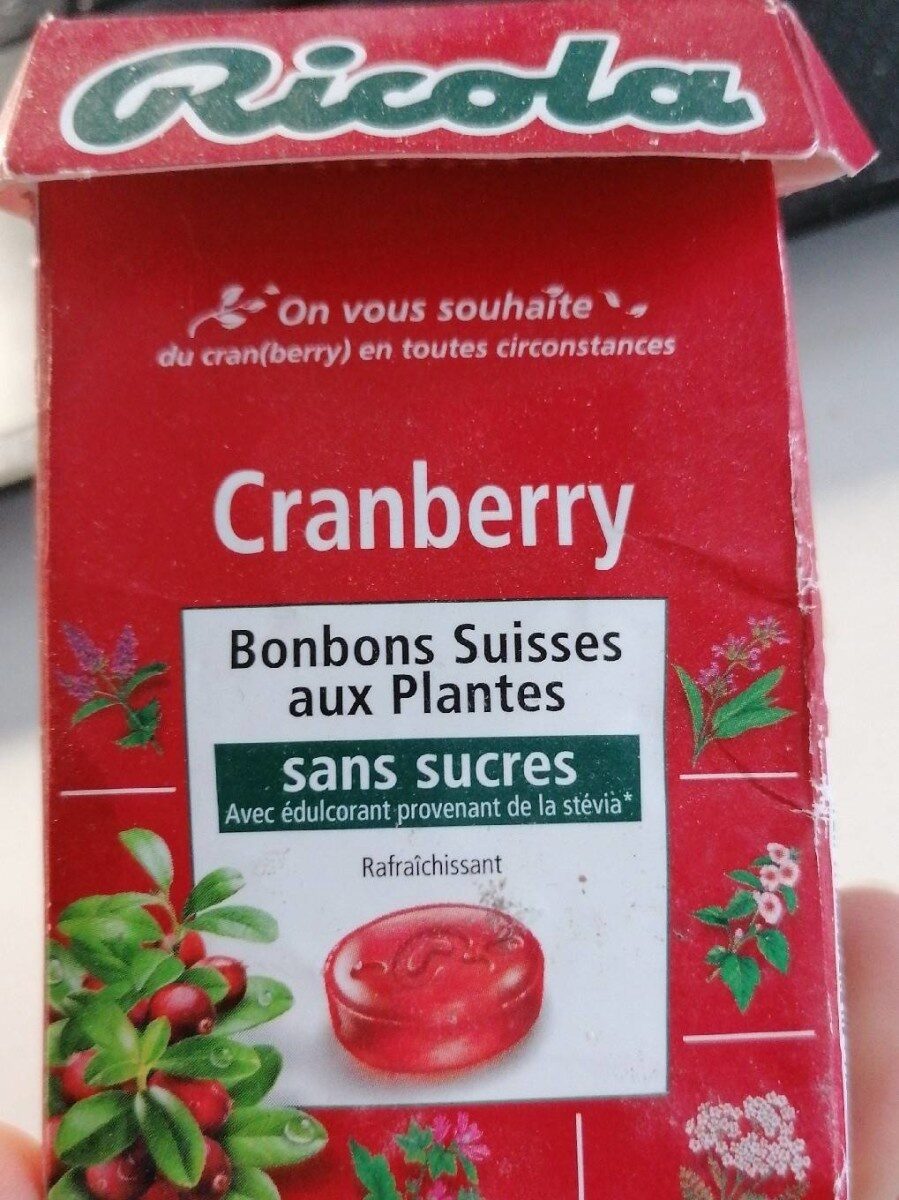 Ricola
On vous souhaite
du cran(berry) en toutes circonstances
Cranberry
Bonbons Suisses
aux Plantes
sans sucres
Avec édulcorant provenant de la stévia*
Rafraîchissant